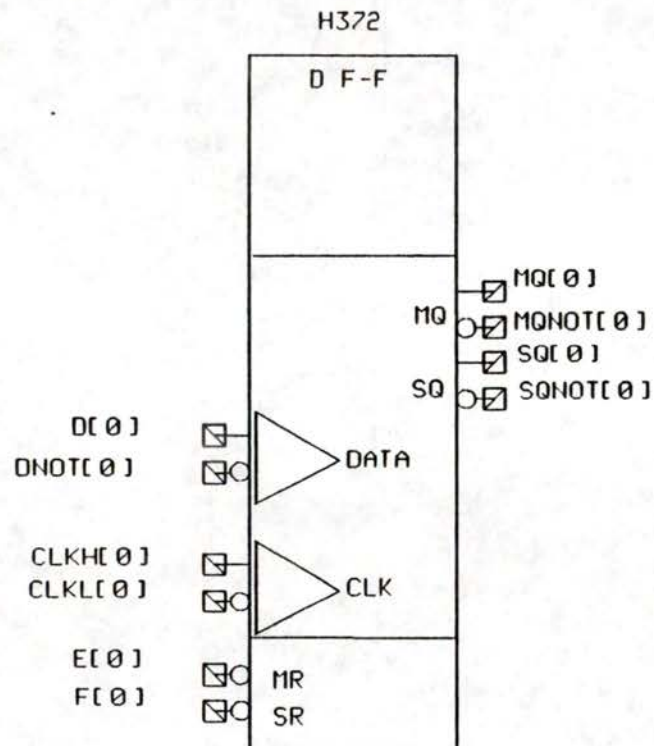 H372
D F-F
MQ[0]
MQ MQNOT[0]
SQ[0]
SQ SQNOT[0]
D[0]
DNOT[0] DATA
CLKH[0]
CLKL[0] CLK
E[0] MR
F[0] SR